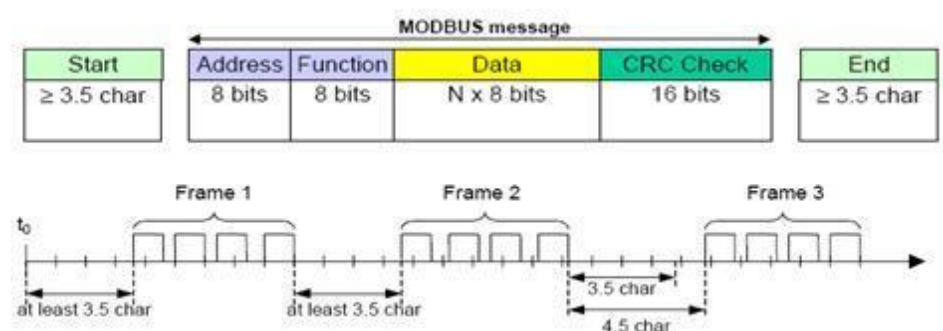 MODBUS message
Start Address Function Data CRC Check End
≥ 3.5 char 8 bits 8 bits N x 8 bits 16 bits ≥ 3.5 char
Frame 1 Frame 2 Frame 3
t0
at least 3.5 char at least 3.5 char 3.5 char
4.5 char